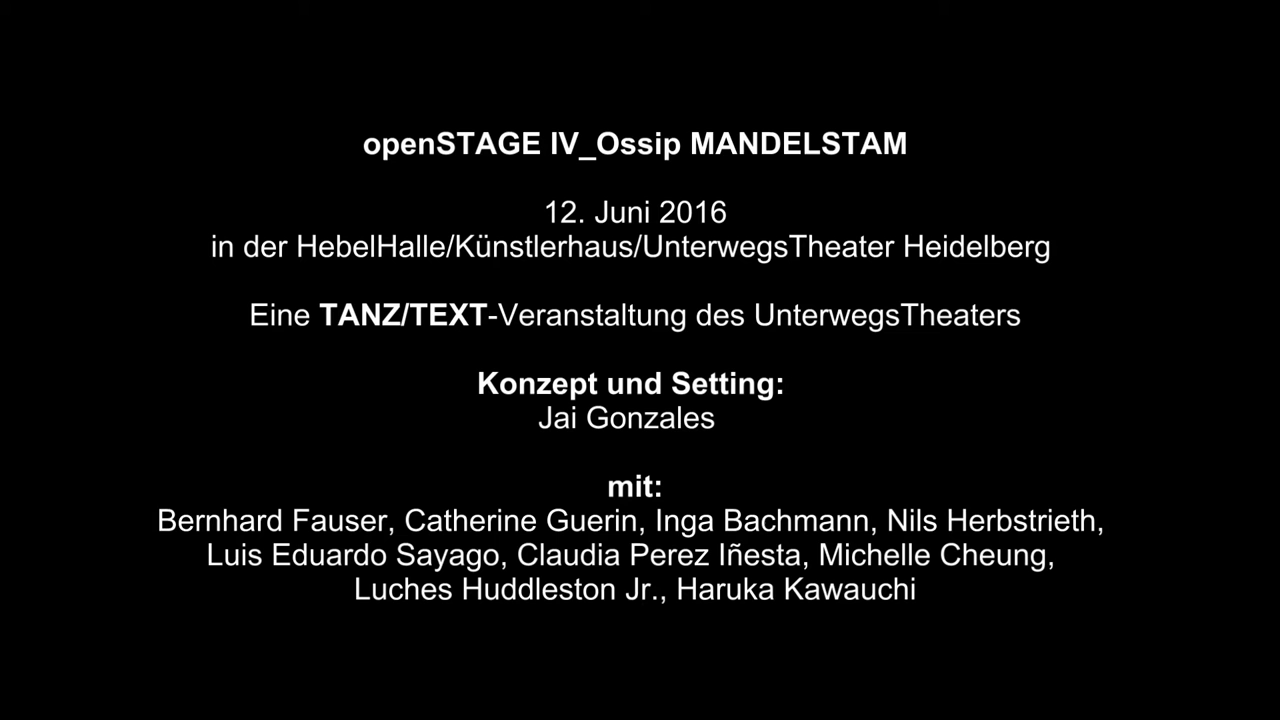 openSTAGE IV_Ossip MANDELSTAM
12. Juni 2016
in der HebelHalle/Künstlerhaus/UnterwegsTheater Heidelberg
Eine TANZ/TEXT-Veranstaltung des UnterwegsTheaters
Konzept und Setting:
Jai Gonzales
mit:
Bernhard Fauser, Catherine Guerin, Inga Bachmann, Nils Herbstrieth,
Luis Eduardo Sayago, Claudia Perez Iñesta, Michelle Cheung,
Luches Huddleston Jr., Haruka Kawauchi